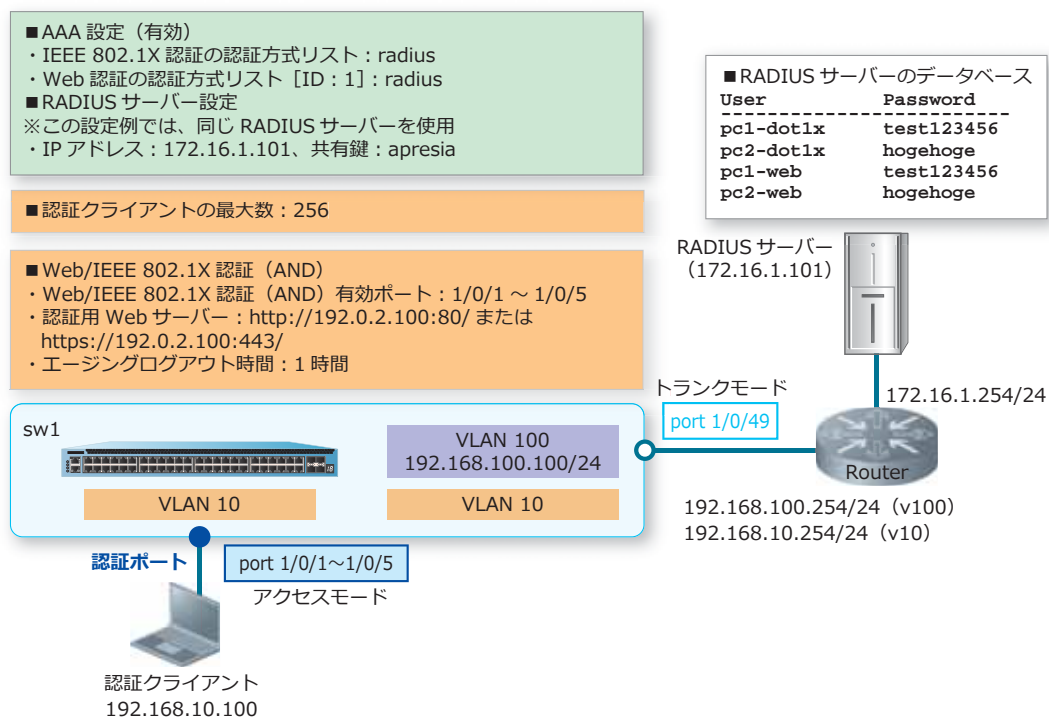 ■AAA 設定（有効）
・IEEE 802.1X 認証の認証方式リスト：radius
・Web 認証の認証方式リスト［ID：1］：radius
■RADIUS サーバー設定
※この設定例では、同じ RADIUS サーバーを使用
・IP アドレス：172.16.1.101、共有鍵：apresia
■認証クライアントの最大数：256
■Web/IEEE 802.1X 認証（AND）
・Web/IEEE 802.1X 認証（AND）有効ポート：1/0/1 ～ 1/0/5
・認証用 Web サーバー：http://192.0.2.100:80/ または
https://192.0.2.100:443/
・エージングログアウト時間：1 時間
■RADIUS サーバーのデータベース
User Password
---------------------------
pc1-dot1x test123456
pc2-dot1x hogehoge
pc1-web test123456
pc2-web hogehoge
RADIUS サーバー
（172.16.1.101）
172.16.1.254/24
トランクモード
port 1/0/49
Router
192.168.100.254/24（v100）
192.168.10.254/24（v10）
sw1
VLAN 100
192.168.100.100/24
VLAN 10
VLAN 10
認証ポート
port 1/0/1～1/0/5
アクセスモード
認証クライアント
192.168.10.100